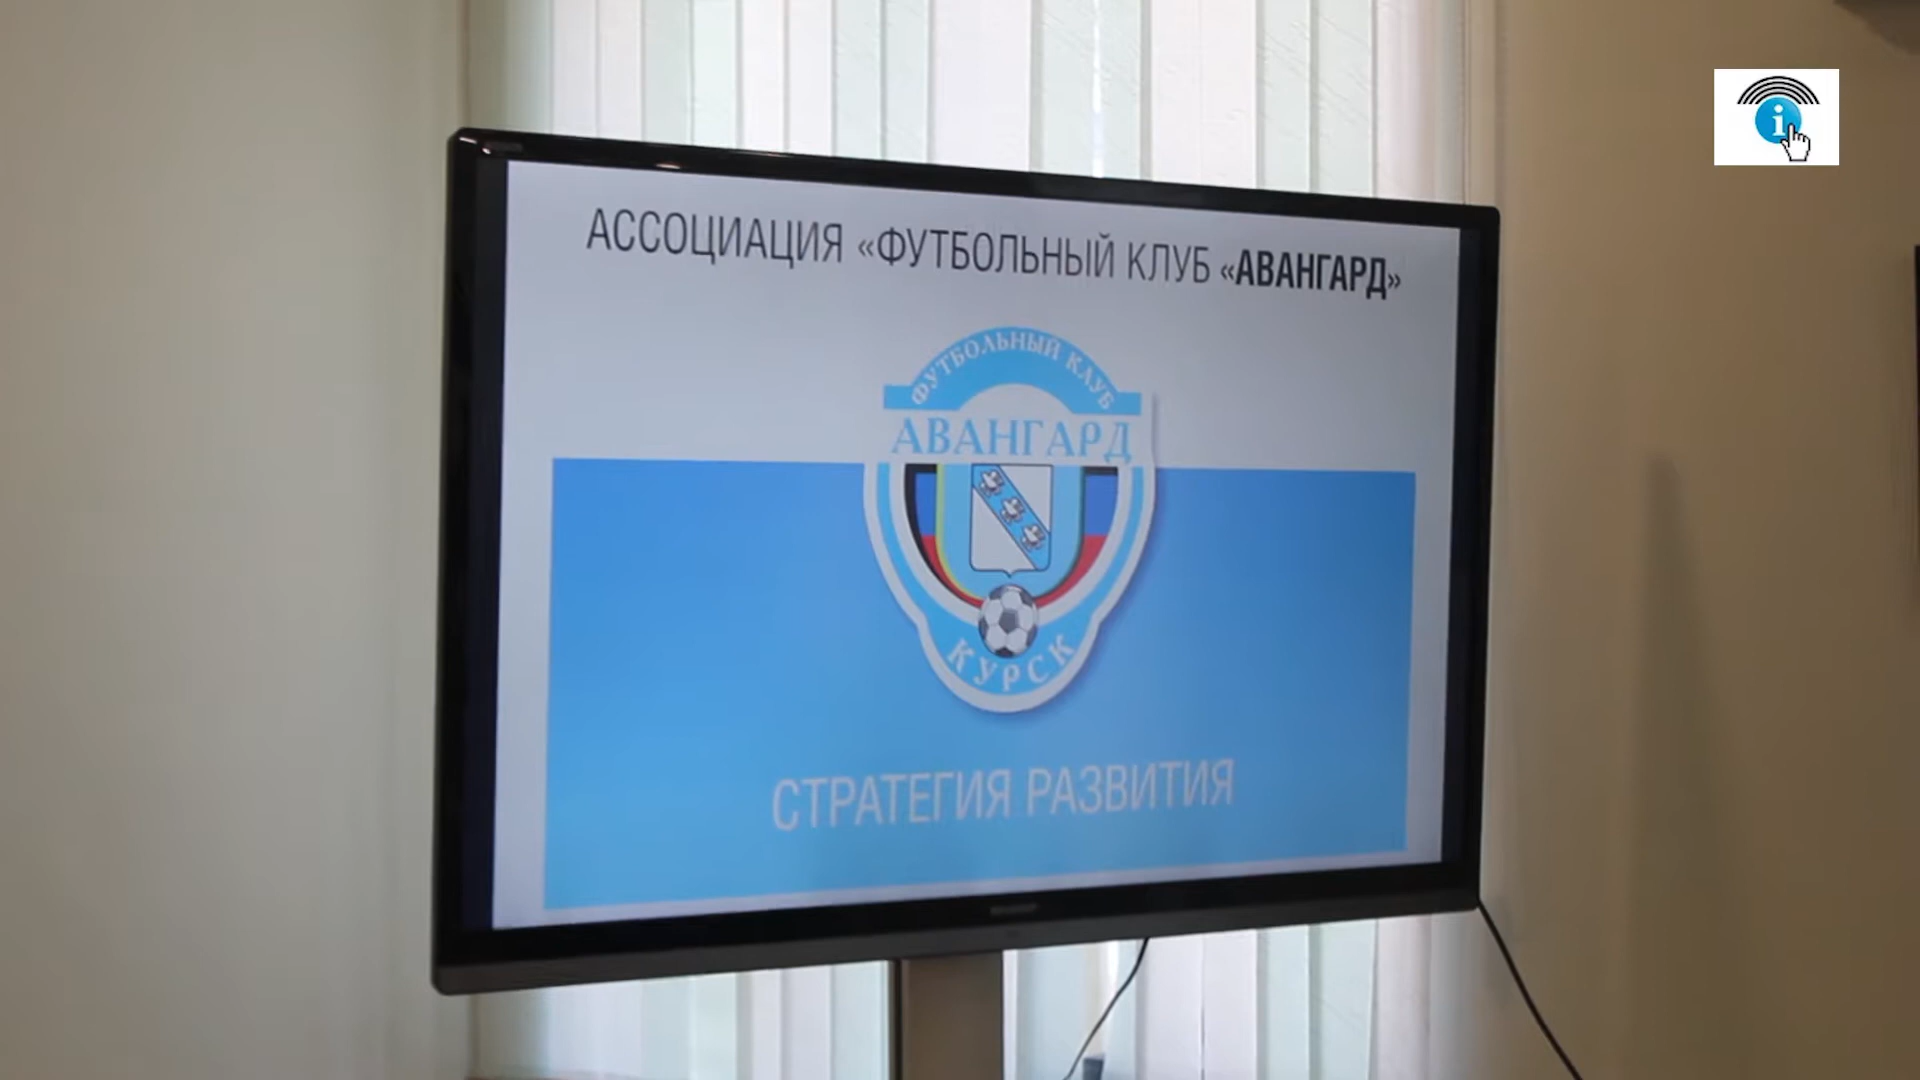 АССОЦИАЦИЯ «ФУТБОЛЬНЫЙ КЛУБ «АВАНГАРД»
ФУТБОЛЬНЫЙ КЛУБ
АВАНГАРД
КУРСК
СТРАТЕГИЯ РАЗВИТИЯ
i